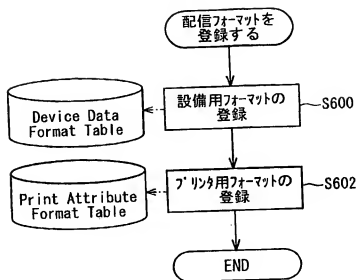 配信フォーマットを
登録する
Device Data
Format Table
設備用フォーマットの
登録
S600
Print Attribute
Format Table
プリンタ用フォーマットの
登録
S602
END